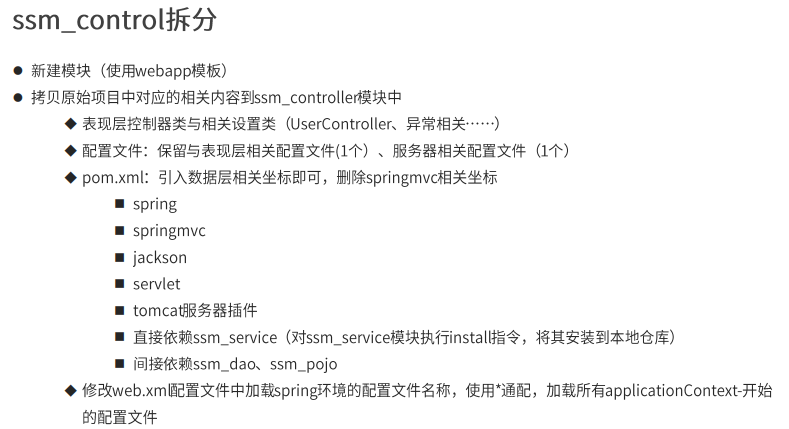 ssm_control拆分
● 新建模块（使用webapp模板）
● 拷贝原始项目中对应的相关内容到ssm_controller模块中
◆ 表现层控制器类与相关设置类（UserController、异常相关……）
◆ 配置文件：保留与表现层相关配置文件(1个）、服务器相关配置文件（1个）
◆ pom.xml：引入数据层相关坐标即可，删除springmvc相关坐标
■ spring
■ springmvc
■ jackson
■ servlet
■ tomcat服务器插件
■ 直接依赖ssm_service（对ssm_service模块执行install指令，将其安装到本地仓库）
■ 间接依赖ssm_dao、ssm_pojo
◆ 修改web.xml配置文件中加载spring环境的配置文件名称，使用*通配，加载所有applicationContext-开始
的配置文件